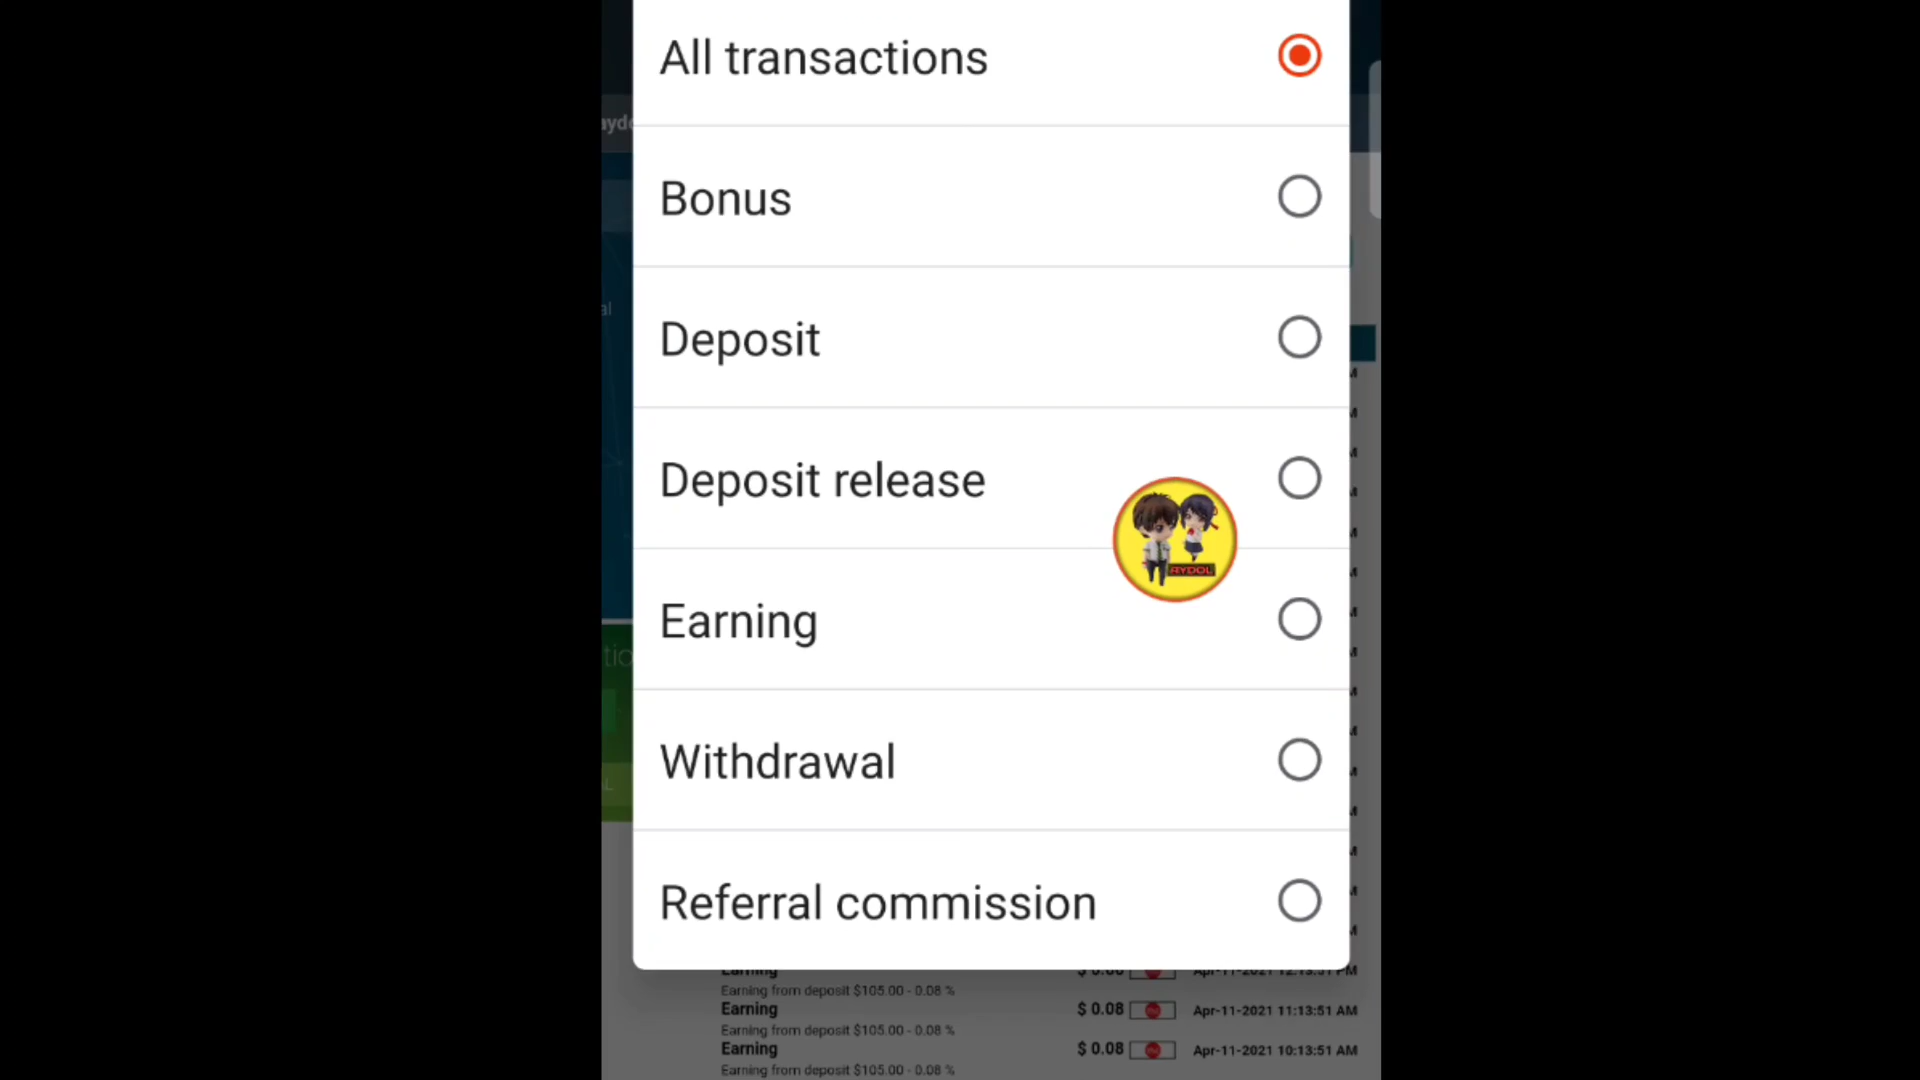 All transactions
Bonus
Deposit
Deposit release
RYDOL
Earning
Withdrawal
Referral commission
Earning from deposit $105.00 - 0.08 %
Earning $ 0.08 Apr-11-2021 11:13:51 AM
Earning from deposit $105.00 - 0.08 %
Earning $ 0.08 Apr-11-2021 10:13:51 AM
Earning from deposit $105.00 - 0.08 %